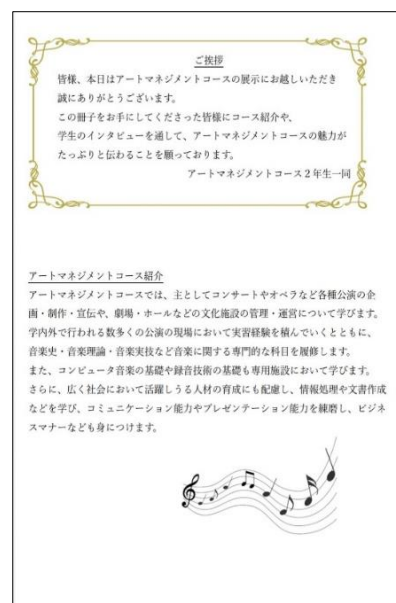 ご挨拶
皆様、本日はアートマネジメントコースの展示にお越しいただき
誠にありがとうございます。
この冊子をお手にしてくださった皆様にコース紹介や、
学生のインタビューを通して、アートマネジメントコースの魅力が
たっぷりと伝わることを願っております。
アートマネジメントコース２年生一同
アートマネジメントコース紹介
アートマネジメントコースでは、主としてコンサートやオペラなど各種公演の企
画・制作・宣伝や、劇場・ホールなどの文化施設の管理・運営について学びます。
学内外で行われる数多くの公演の現場において実習経験を積んでいくとともに、
音楽史・音楽理論・音楽実技など音楽に関する専門的な科目を履修します。
また、コンピュータ音楽の基礎や録音技術の基礎も専用施設において学びます。
さらに、広く社会において活躍しうる人材の育成にも配慮し、情報処理や文書作成
などを学び、コミュニケーション能力やプレゼンテーション能力を練磨し、ビジネ
スマナーなども身につけます。